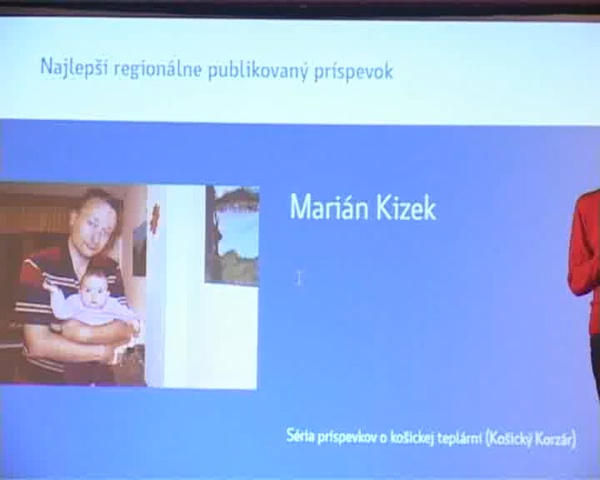 Najlepší regionálne publikovaný príspevok
Marián Kizek
Séria príspevkov o košickej teplárni (Košický Korzár)